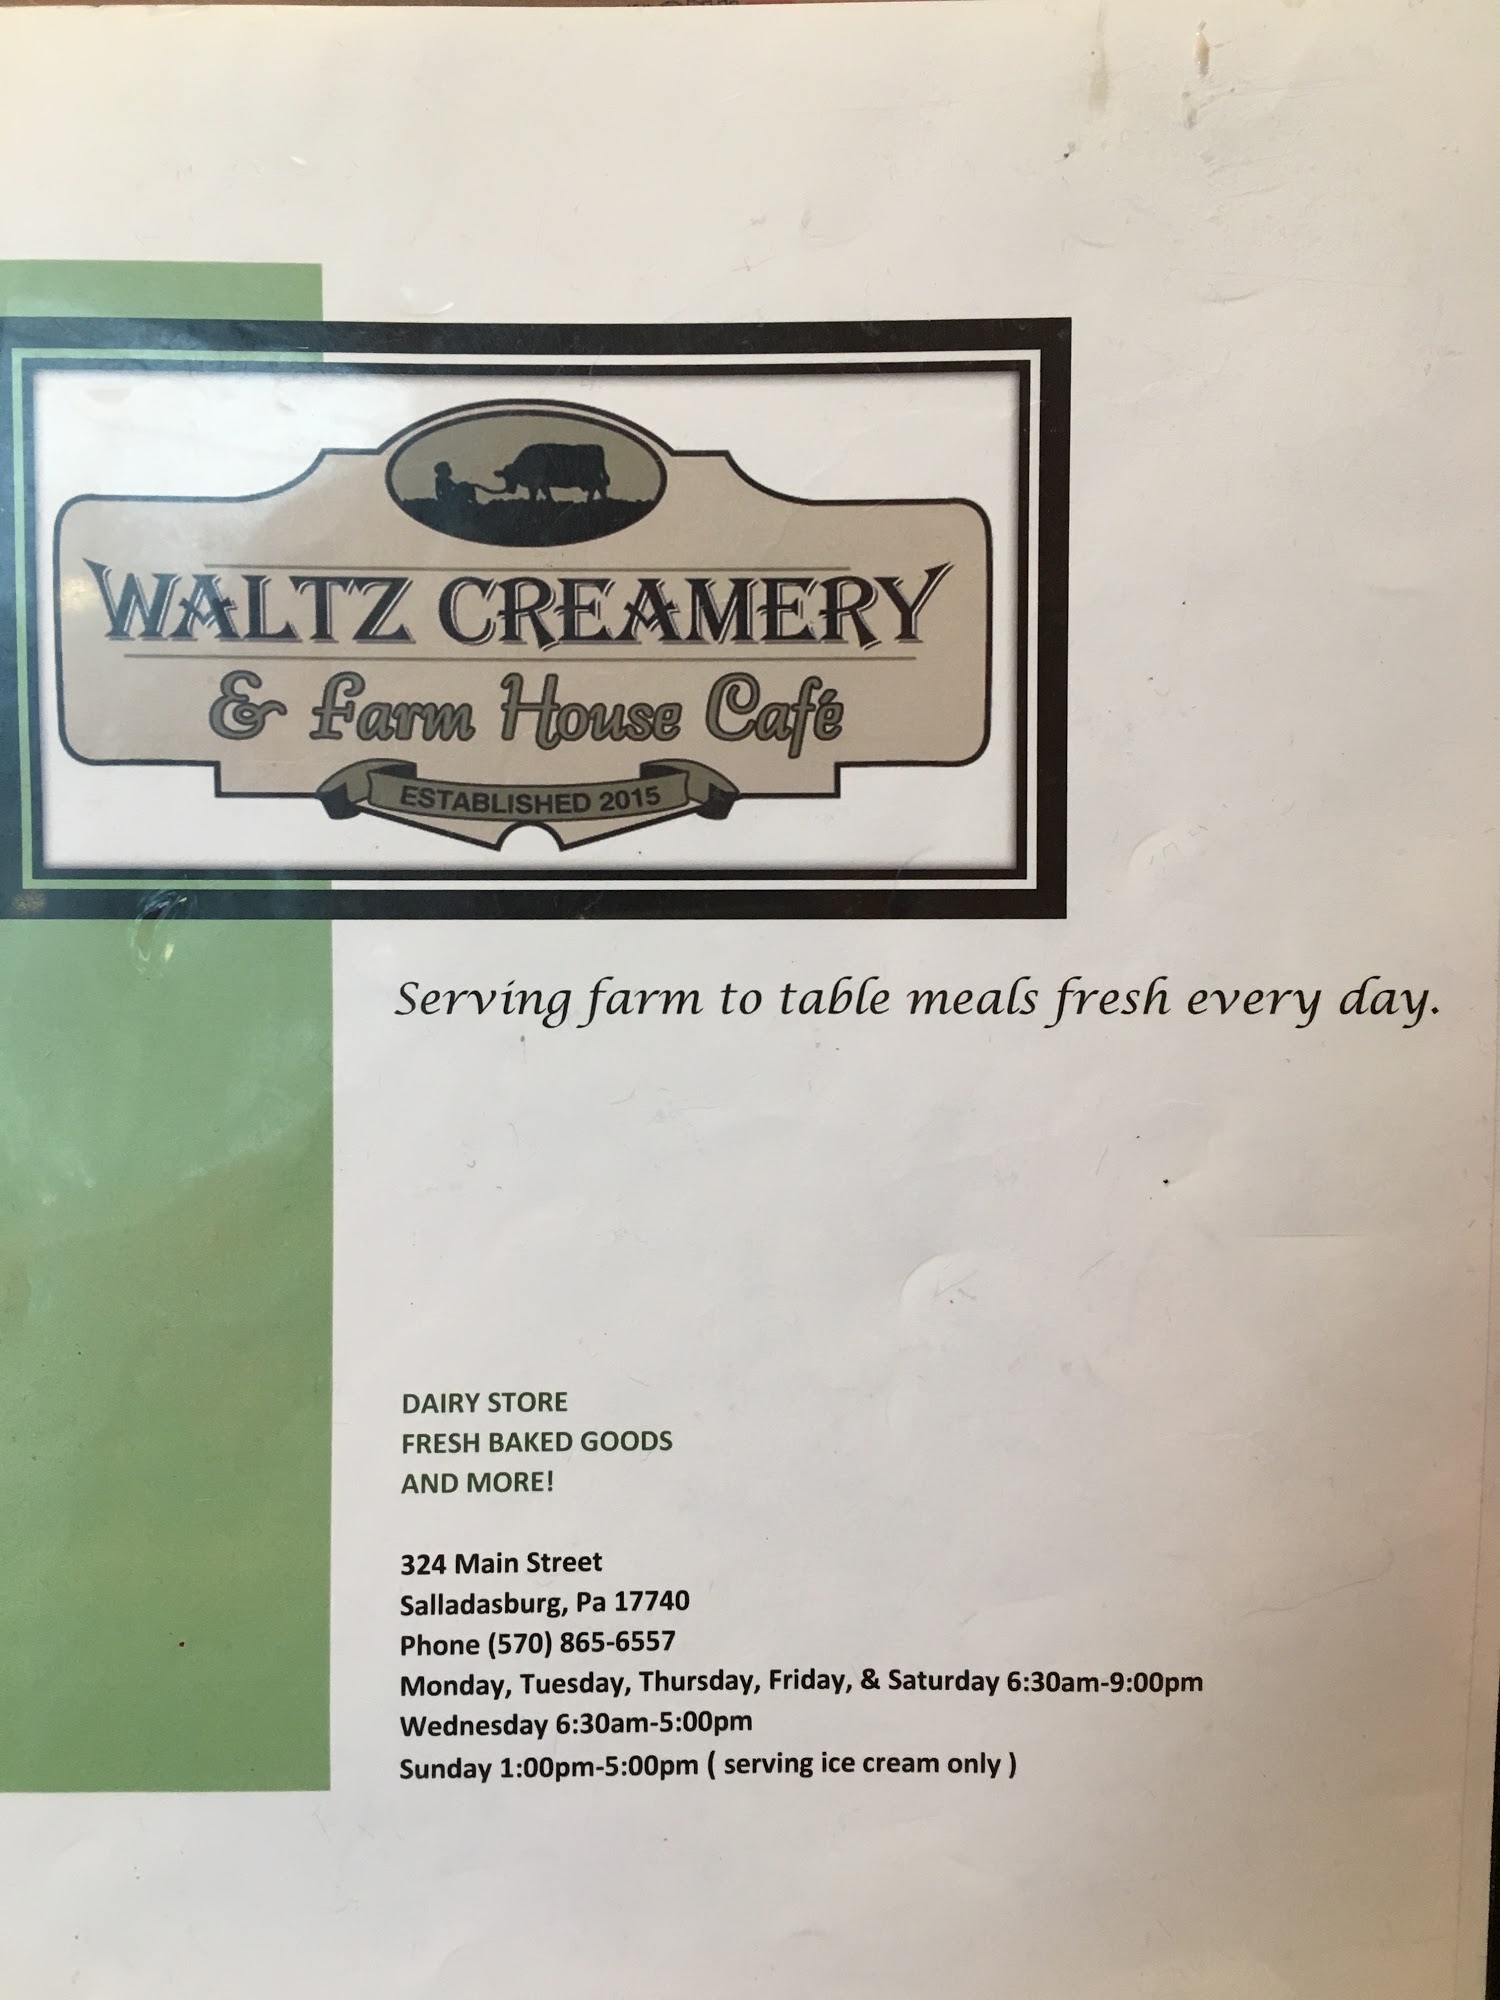 WALTZ CREAMERY
& Farm House Café
ESTABLISHED 2015
Serving farm to table meals fresh every day.
DAIRY STORE
FRESH BAKED GOODS
AND MORE!
324 Main Street
Salladasburg, Pa 17740
Phone (570) 865-6557
Monday, Tuesday, Thursday, Friday, & Saturday 6:30am-9:00pm
Wednesday 6:30am-5:00pm
Sunday 1:00pm-5:00pm ( serving ice cream only )